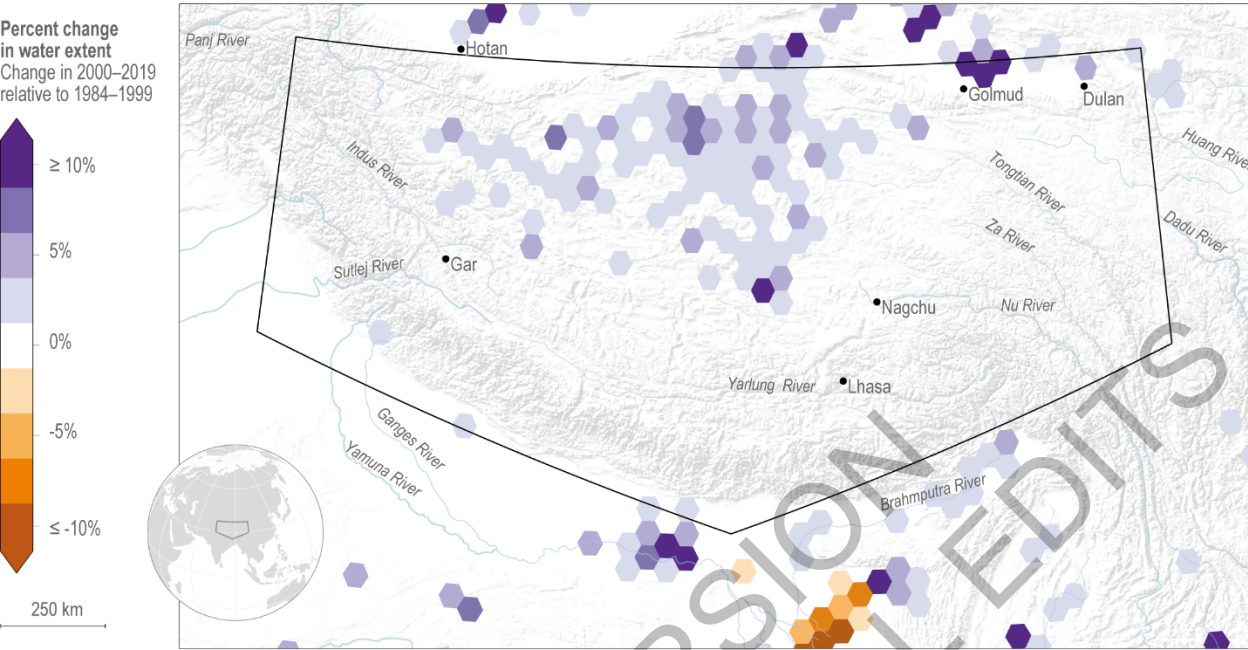 Percent change
in water extent
Change in 2000–2019
relative to 1984–1999
≥ 10%
5%
0%
-5%
≤ -10%
250 km
Panj River
Hotan
Golmud
Dulan
Huang River
Indus River
Tongtian River
Dadu River
Za River
Sutlej River
Gar
Nagchu
Nu River
Yarlung River
Lhasa
Ganges River
Yamuna River
Brahmputra River
RSION
L EDITS